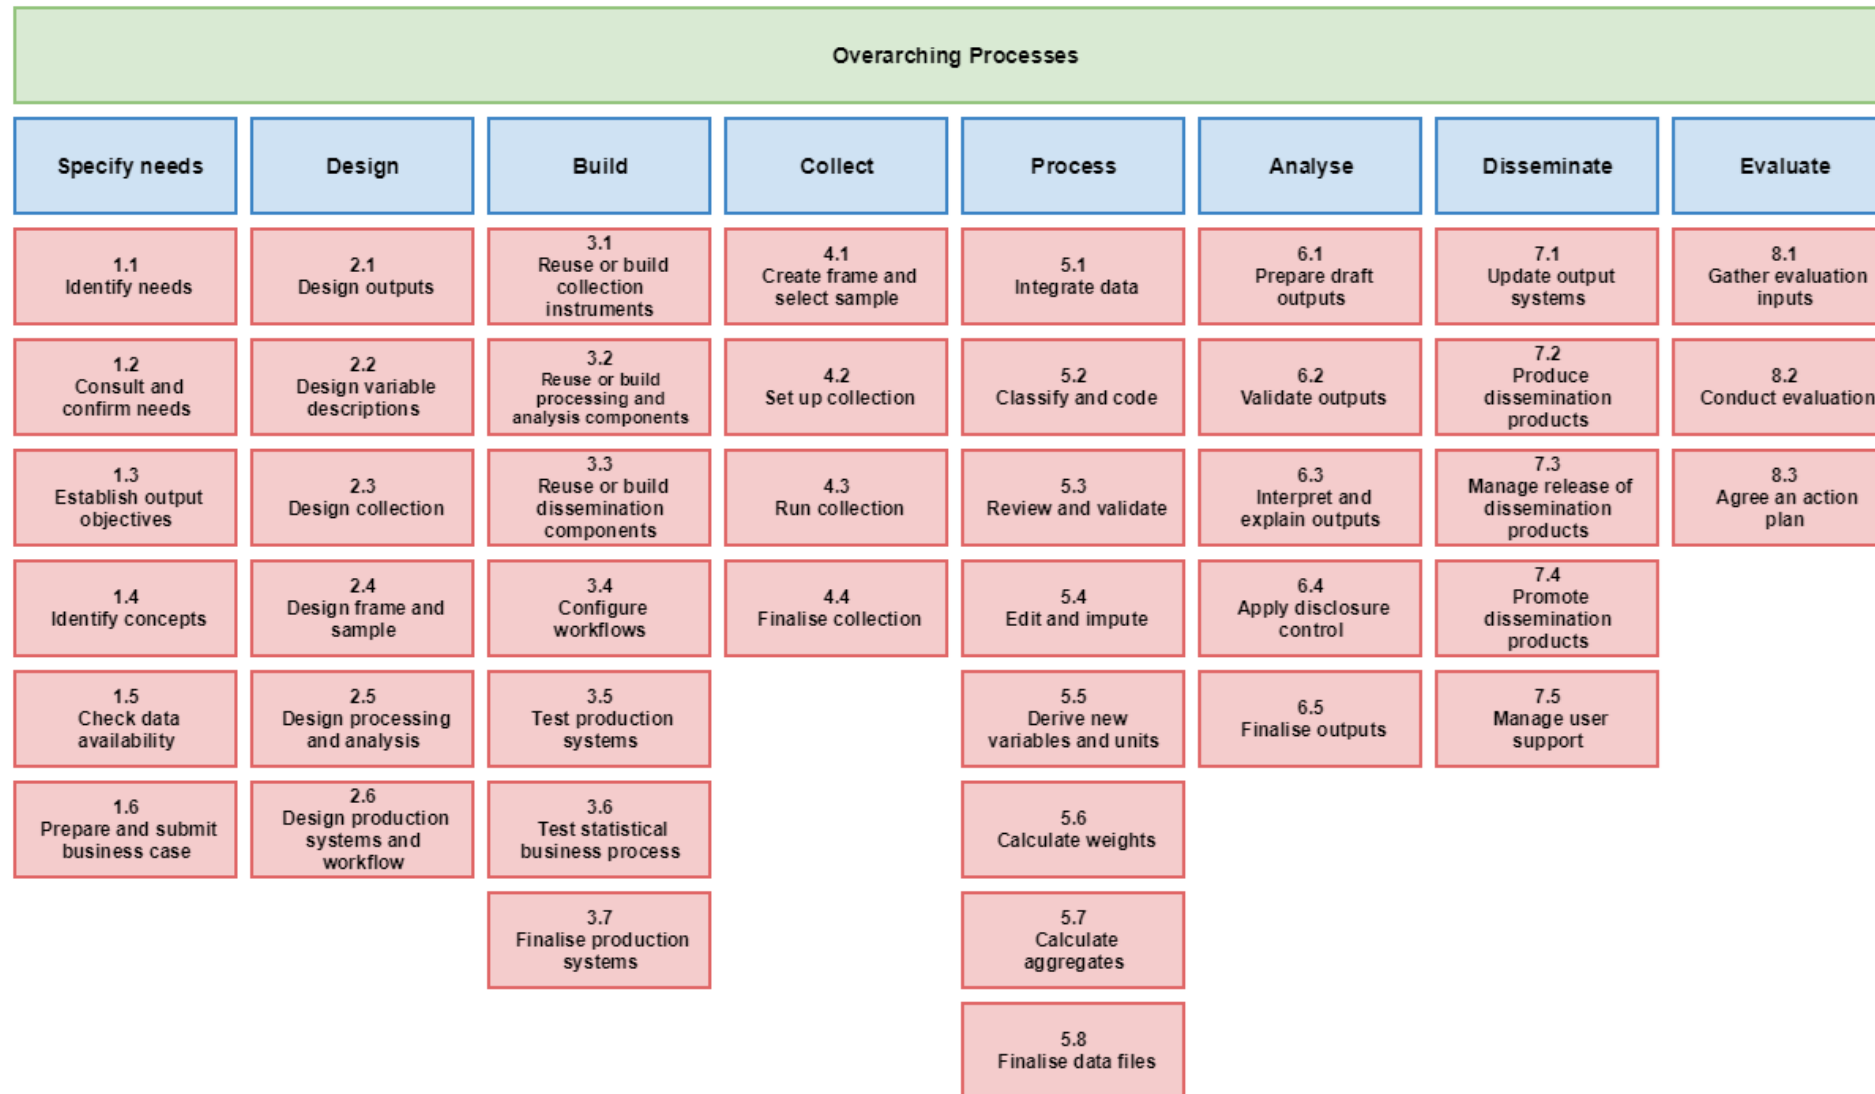 Overarching Processes
Specify needs
Design
Build
Collect
Process
Analyse
Disseminate
Evaluate
1.1
Identify needs
2.1
Design outputs
3.1
Reuse or build
collection
instruments
4.1
Create frame and
select sample
5.1
Integrate data
6.1
Prepare draft
outputs
7.1
Update output
systems
8.1
Gather evaluation
inputs
1.2
Consult and
confirm needs
2.2
Design variable
descriptions
3.2
Reuse or build
processing and
analysis components
4.2
Set up collection
5.2
Classify and code
6.2
Validate outputs
7.2
Produce
dissemination
products
8.2
Conduct evaluation
1.3
Establish output
objectives
2.3
Design collection
3.3
Reuse or build
dissemination
components
4.3
Run collection
5.3
Review and validate
6.3
Interpret and
explain outputs
7.3
Manage release of
dissemination
products
8.3
Agree an action
plan
1.4
Identify concepts
2.4
Design frame and
sample
3.4
Configure
workflows
4.4
Finalise collection
5.4
Edit and impute
6.4
Apply disclosure
control
7.4
Promote
dissemination
products
1.5
Check data
availability
2.5
Design processing
and analysis
3.5
Test production
systems
5.5
Derive new
variables and units
6.5
Finalise outputs
7.5
Manage user
support
1.6
Prepare and submit
business case
2.6
Design production
systems and
workflow
3.6
Test statistical
business process
5.6
Calculate weights
3.7
Finalise production
systems
5.7
Calculate
aggregates
5.8
Finalise data files